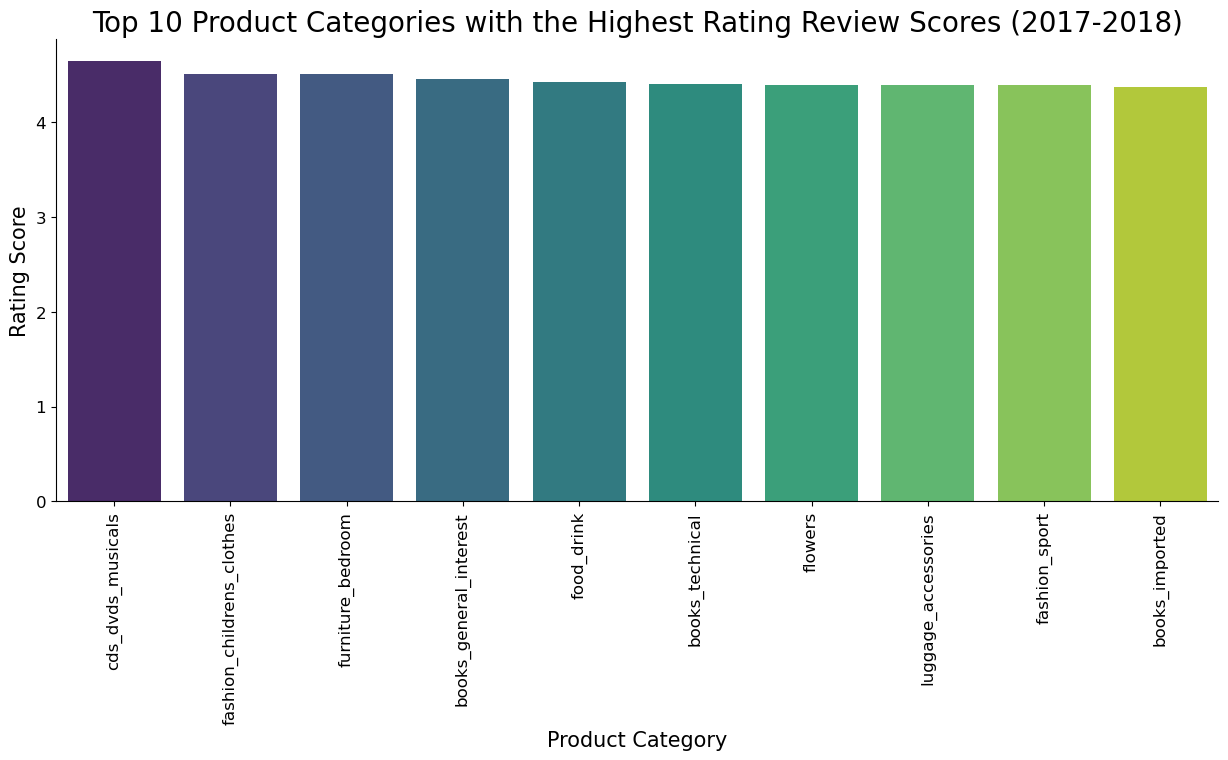 Top 10 Product Categories with the Highest Rating Review Scores (2017-2018)
Rating Score
4
3
2
1
0
cds_dvds_musicals
fashion_childrens_clothes
furniture_bedroom
books_general_interest
food_drink
books_technical
flowers
luggage_accessories
fashion_sport
books_imported
Product Category